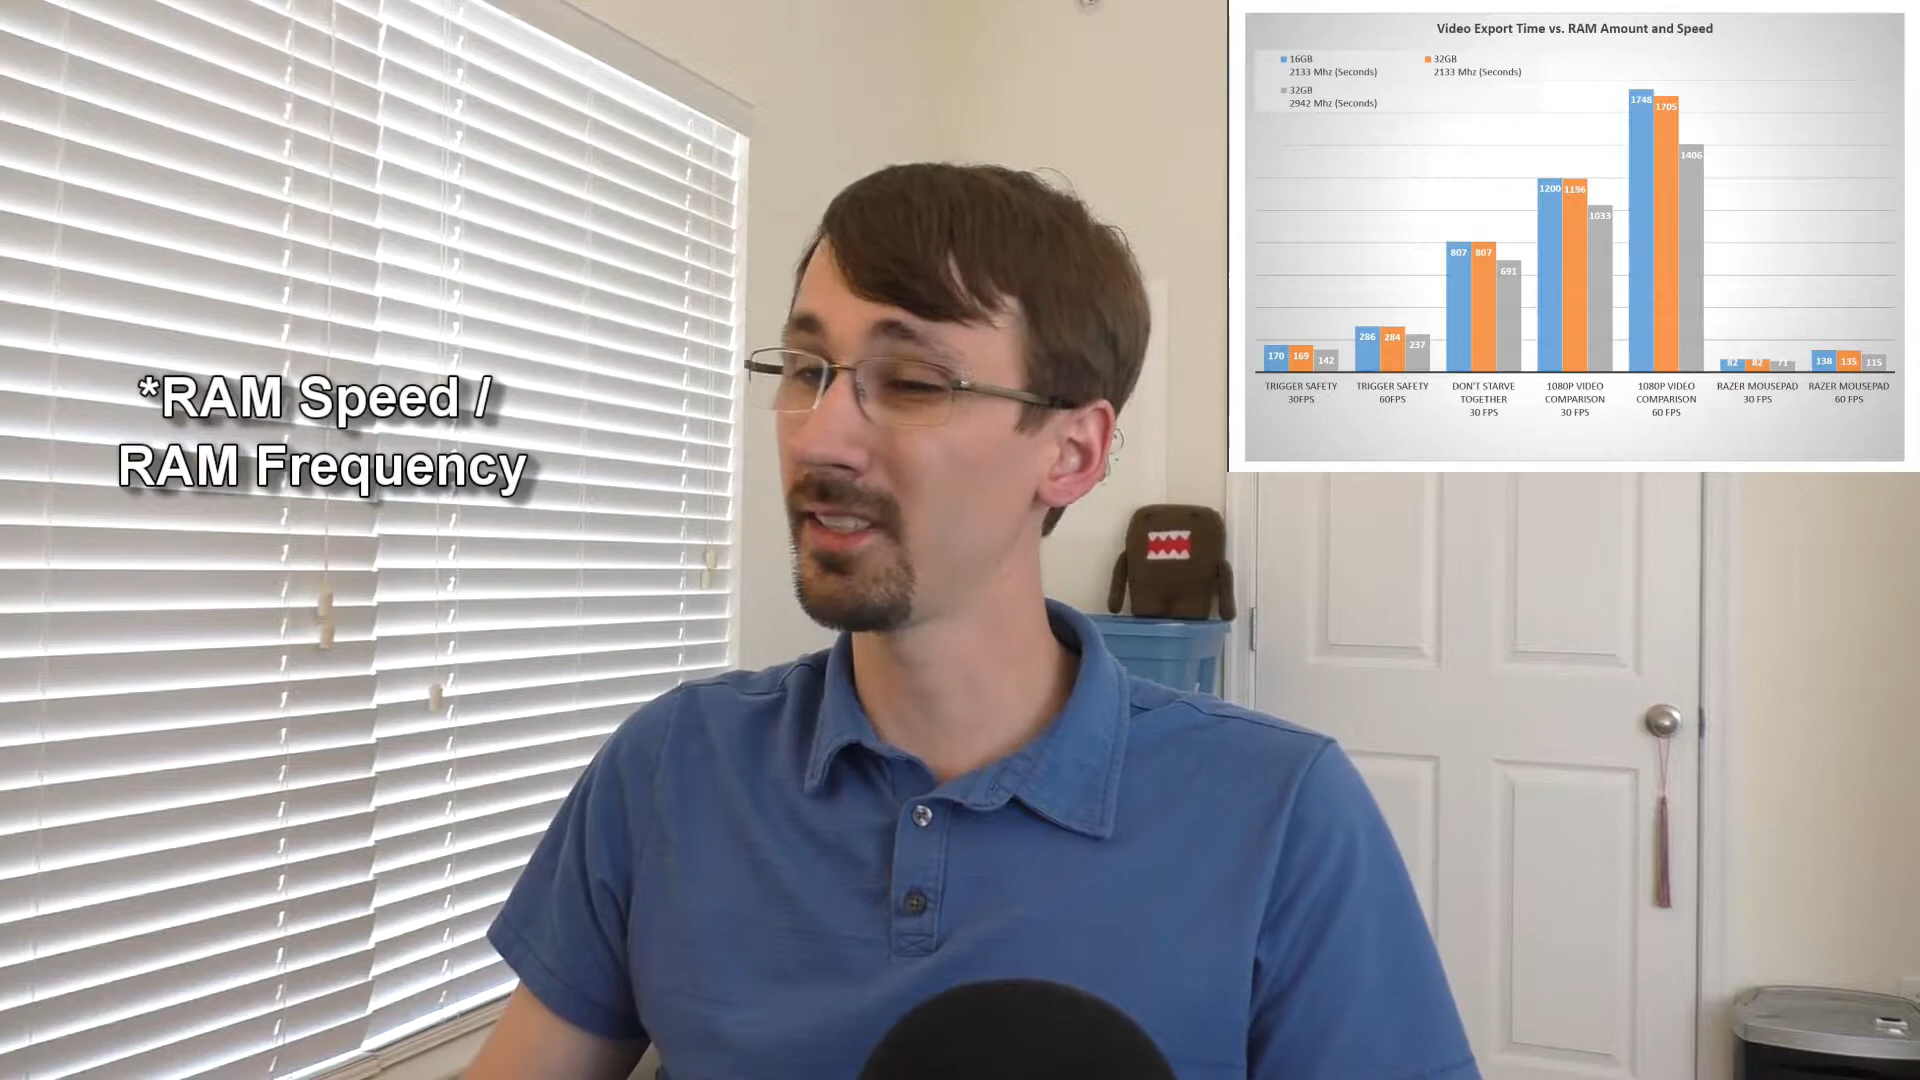 Video Export Time vs. RAM Amount and Speed
16GB
2133 Mhz (Seconds)
32GB
2133 Mhz (Seconds)
32GB
2942 Mhz (Seconds)
170 169 142
286 284 237
807 807 691
1200 1196 1033
1748 1705 1406
82 82 71
138 135 115
TRIGGER SAFETY
30FPS
TRIGGER SAFETY
60FPS
DON'T STARVE
TOGETHER
30 FPS
1080P VIDEO
COMPARISON
30 FPS
1080P VIDEO
COMPARISON
60 FPS
RAZER MOUSEPAD
30 FPS
RAZER MOUSEPAD
60 FPS
*RAM Speed /
RAM Frequency